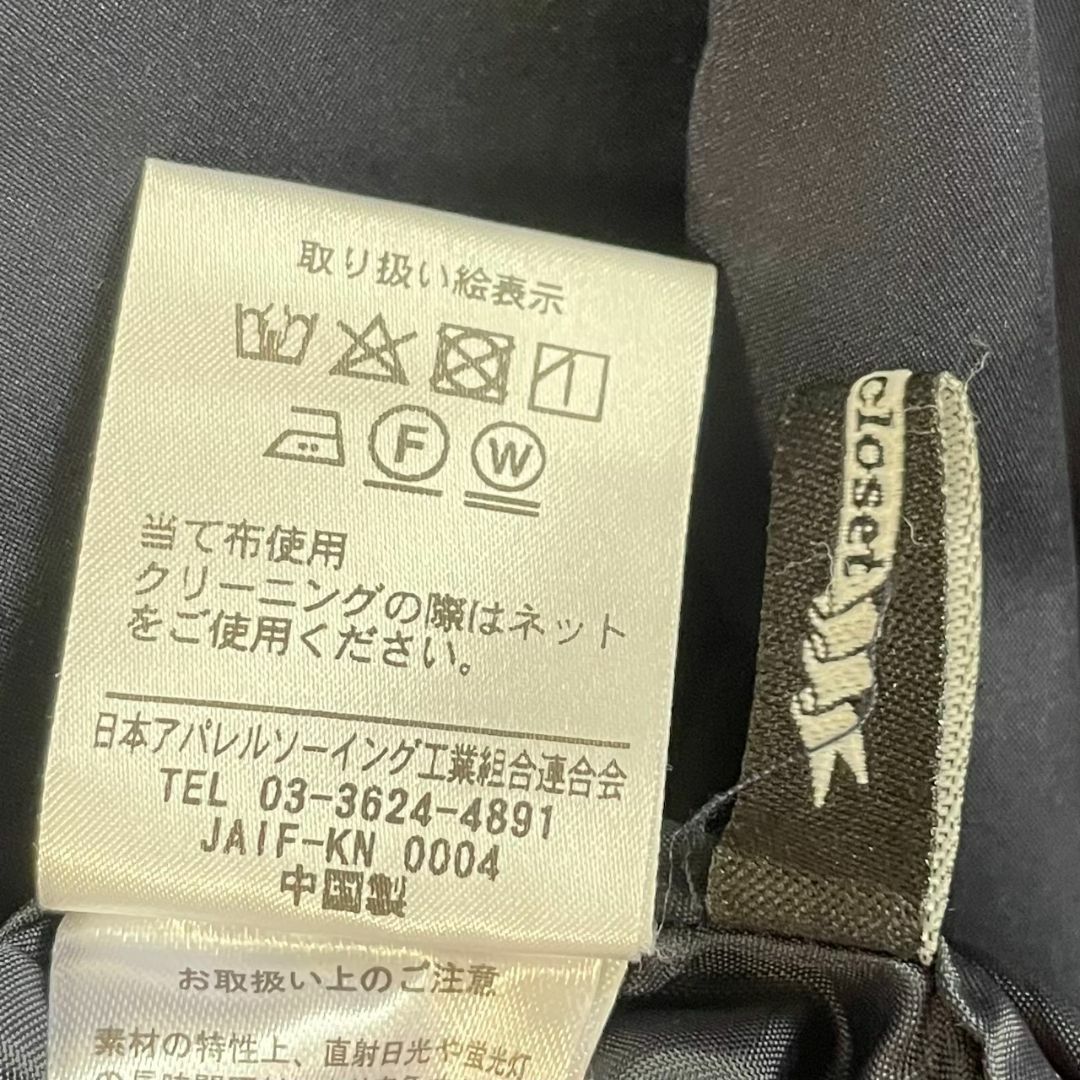 取り扱い絵表示
F W
当て布使用
クリーニングの際はネット
をご使用ください。
日本アパレルソーイング工業組合連合会
TEL 03-3624-4891
JAIF-KN 0004
中国製
お取扱い上のご注意
素材の特性上、直射日光や蛍光灯
closet